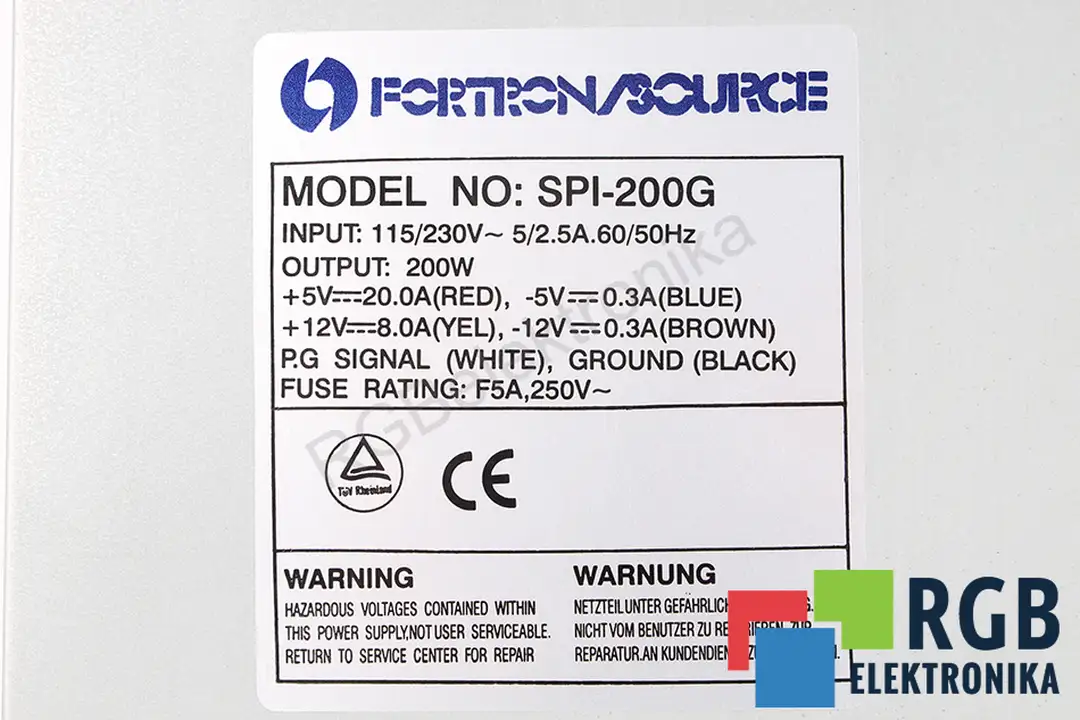 FORTRON/SOURCE
MODEL NO: SPI-200G
INPUT: 115/230V~ 5/2.5A.60/50Hz
OUTPUT: 200W
+5V⎓20.0A(RED), -5V⎓0.3A(BLUE)
+12V⎓8.0A(YEL), -12V⎓0.3A(BROWN)
P.G SIGNAL (WHITE), GROUND (BLACK)
FUSE RATING: F5A,250V~
RGBelektronika
TÜV Rheinland
CE
WARNING
HAZARDOUS VOLTAGES CONTAINED WITHIN
THIS POWER SUPPLY,NOT USER SERVICEABLE.
RETURN TO SERVICE CENTER FOR REPAIR
WARNUNG
NETZTEIL UNTER
NICHT VOM BENUTZER ZU
REPARATUR.AN
RGB
ELEKTRONIKA